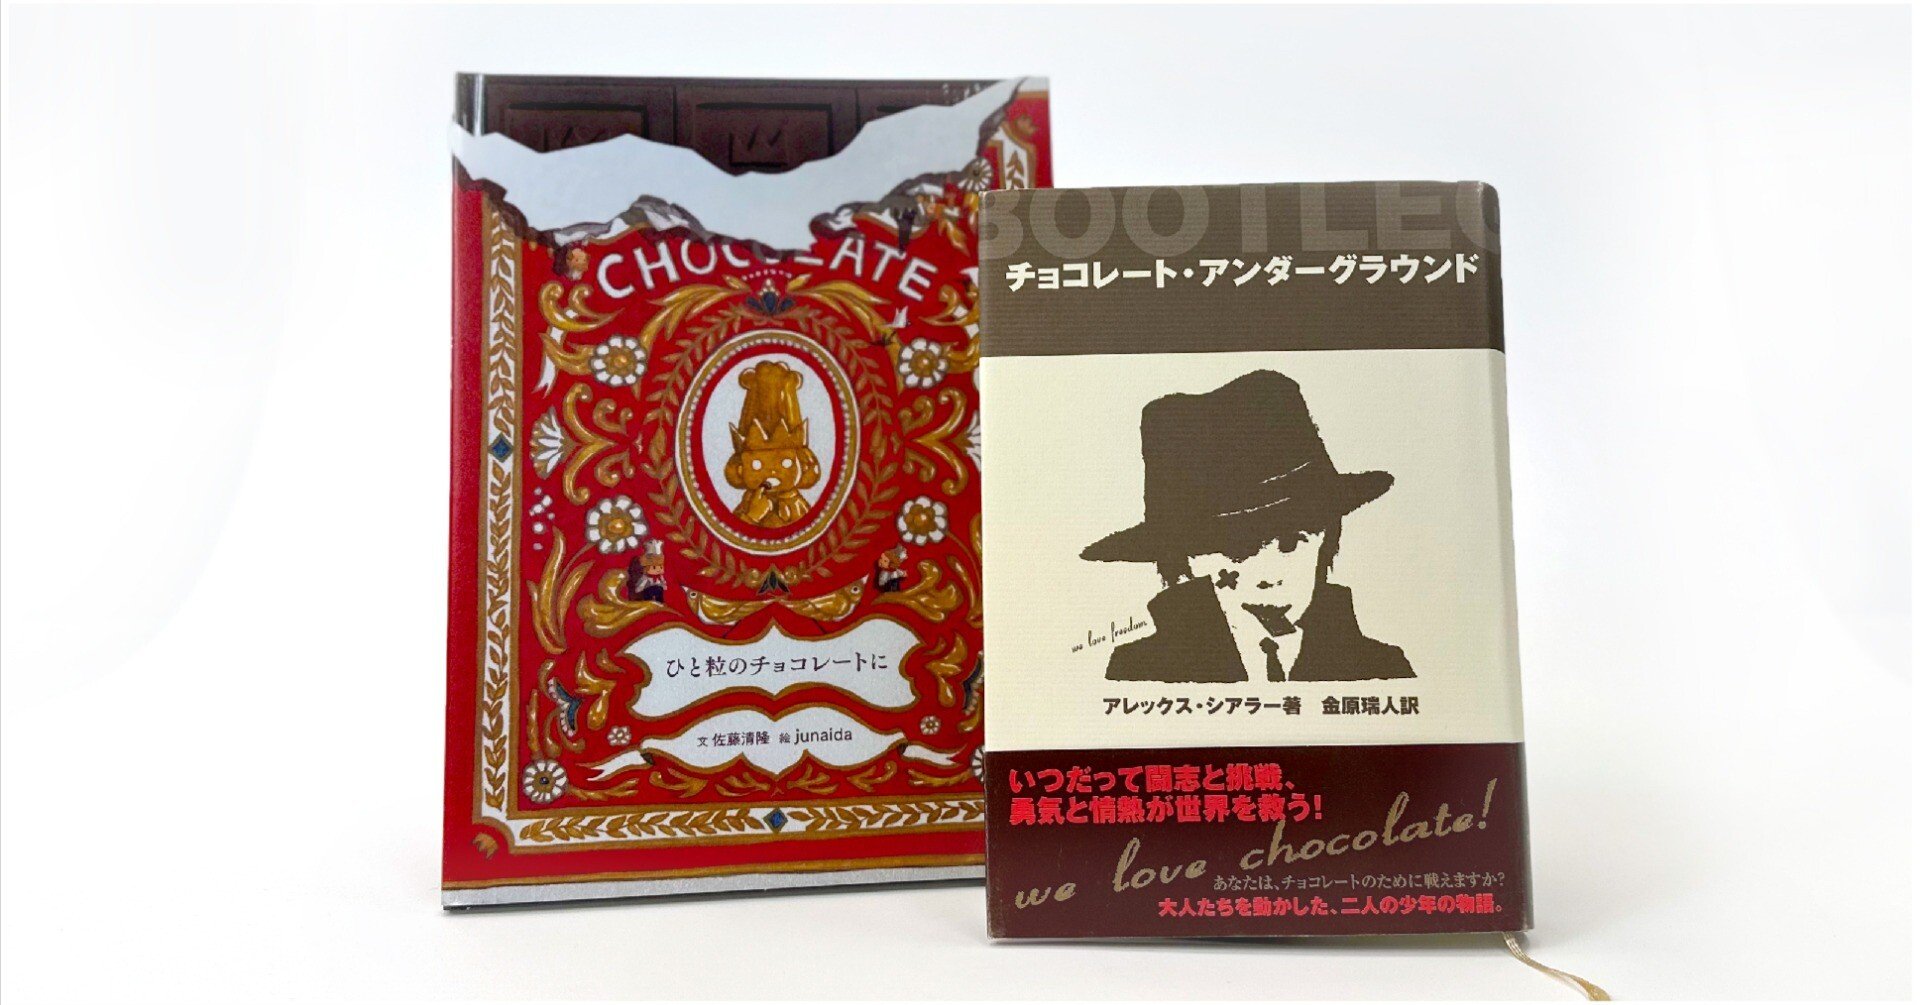 CHOCOLATE
ひと粒のチョコレートに
文 佐藤清隆 絵 junaida
BOOTLEG
チョコレート・アンダーグラウンド
we love freedom
アレックス・シアラー著 金原瑞人訳
いつだって闘志と挑戦、
勇気と情熱が世界を救う!
we love chocolate!
あなたは、チョコレートのために戦えますか?
大人たちを動かした、二人の少年の物語。